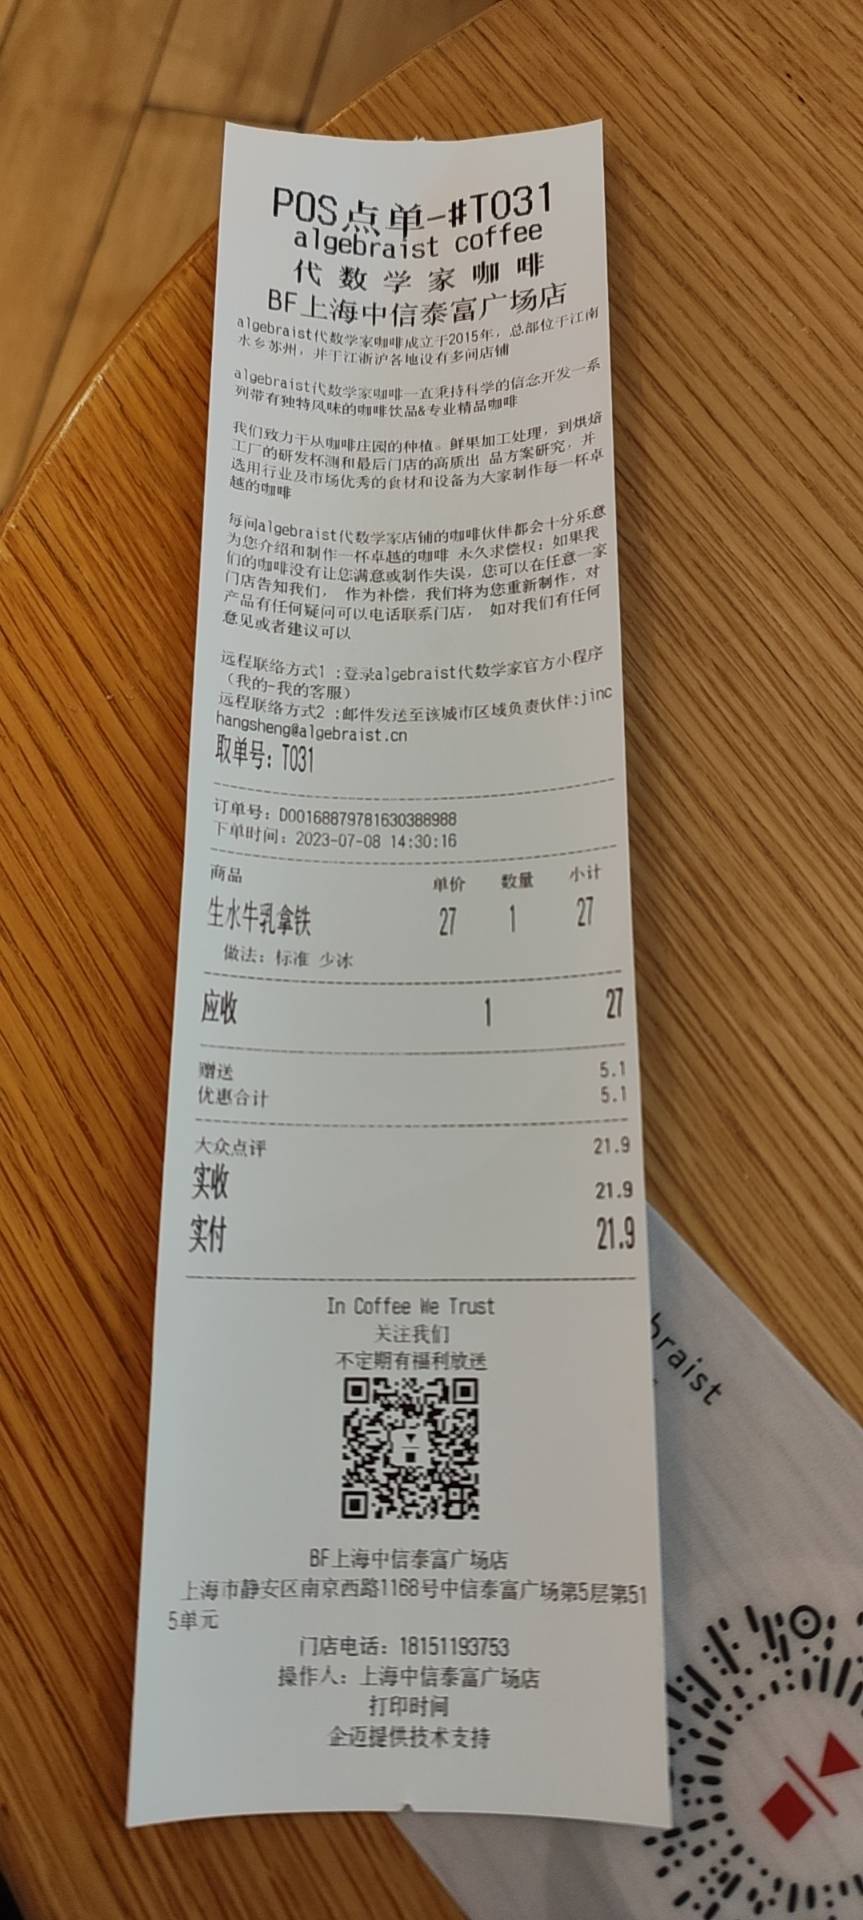 POS点单-#T031
algebraist coffee
代数学家咖啡
BF上海中信泰富广场店
algebraist代数学家咖啡成立于2015年，总部位于江南
水乡苏州，并于江浙沪各地设有多间店铺
algebraist代数学家咖啡一直秉持科学的信念开发一系
列带有独特风味的咖啡饮品&专业精品咖啡
我们致力于从咖啡庄园的种植。鲜果加工处理，到烘焙
工厂的研发杯测和最后门店的高质出 品方案研究，并
选用行业及市场优秀的食材和设备为大家制作每一杯卓
越的咖啡
每间algebraist代数学家店铺的咖啡伙伴都会十分乐意
为您介绍和制作一杯卓越的咖啡 永久求偿权：如果我
们的咖啡没有让您满意或制作失误，您可以在任意一家
门店告知我们， 作为补偿，我们将为您重新制作，对
产品有任何疑问可以电话联系门店， 如对我们有任何
意见或者建议可以
远程联络方式1 :登录algebraist代数学家官方小程序
（我的-我的客服）
远程联络方式2 :邮件发送至该城市区域负责伙伴:jinc
hangsheng@algebraist.cn
取单号：T031
订单号：D00168879781630388988
下单时间：2023-07-08 14:30:16
商品 单价 数量 小计
生水牛乳拿铁 27 1 27
做法：标准 少冰
应收 1 27
赠送 5.1
优惠合计 5.1
大众点评 21.9
实收 21.9
实付 21.9
In Coffee We Trust
关注我们
不定期有福利放送
BF上海中信泰富广场店
上海市静安区南京西路1168号中信泰富广场第5层第51
5单元
门店电话：18151193753
操作人：上海中信泰富广场店
打印时间
企迈提供技术支持
braist